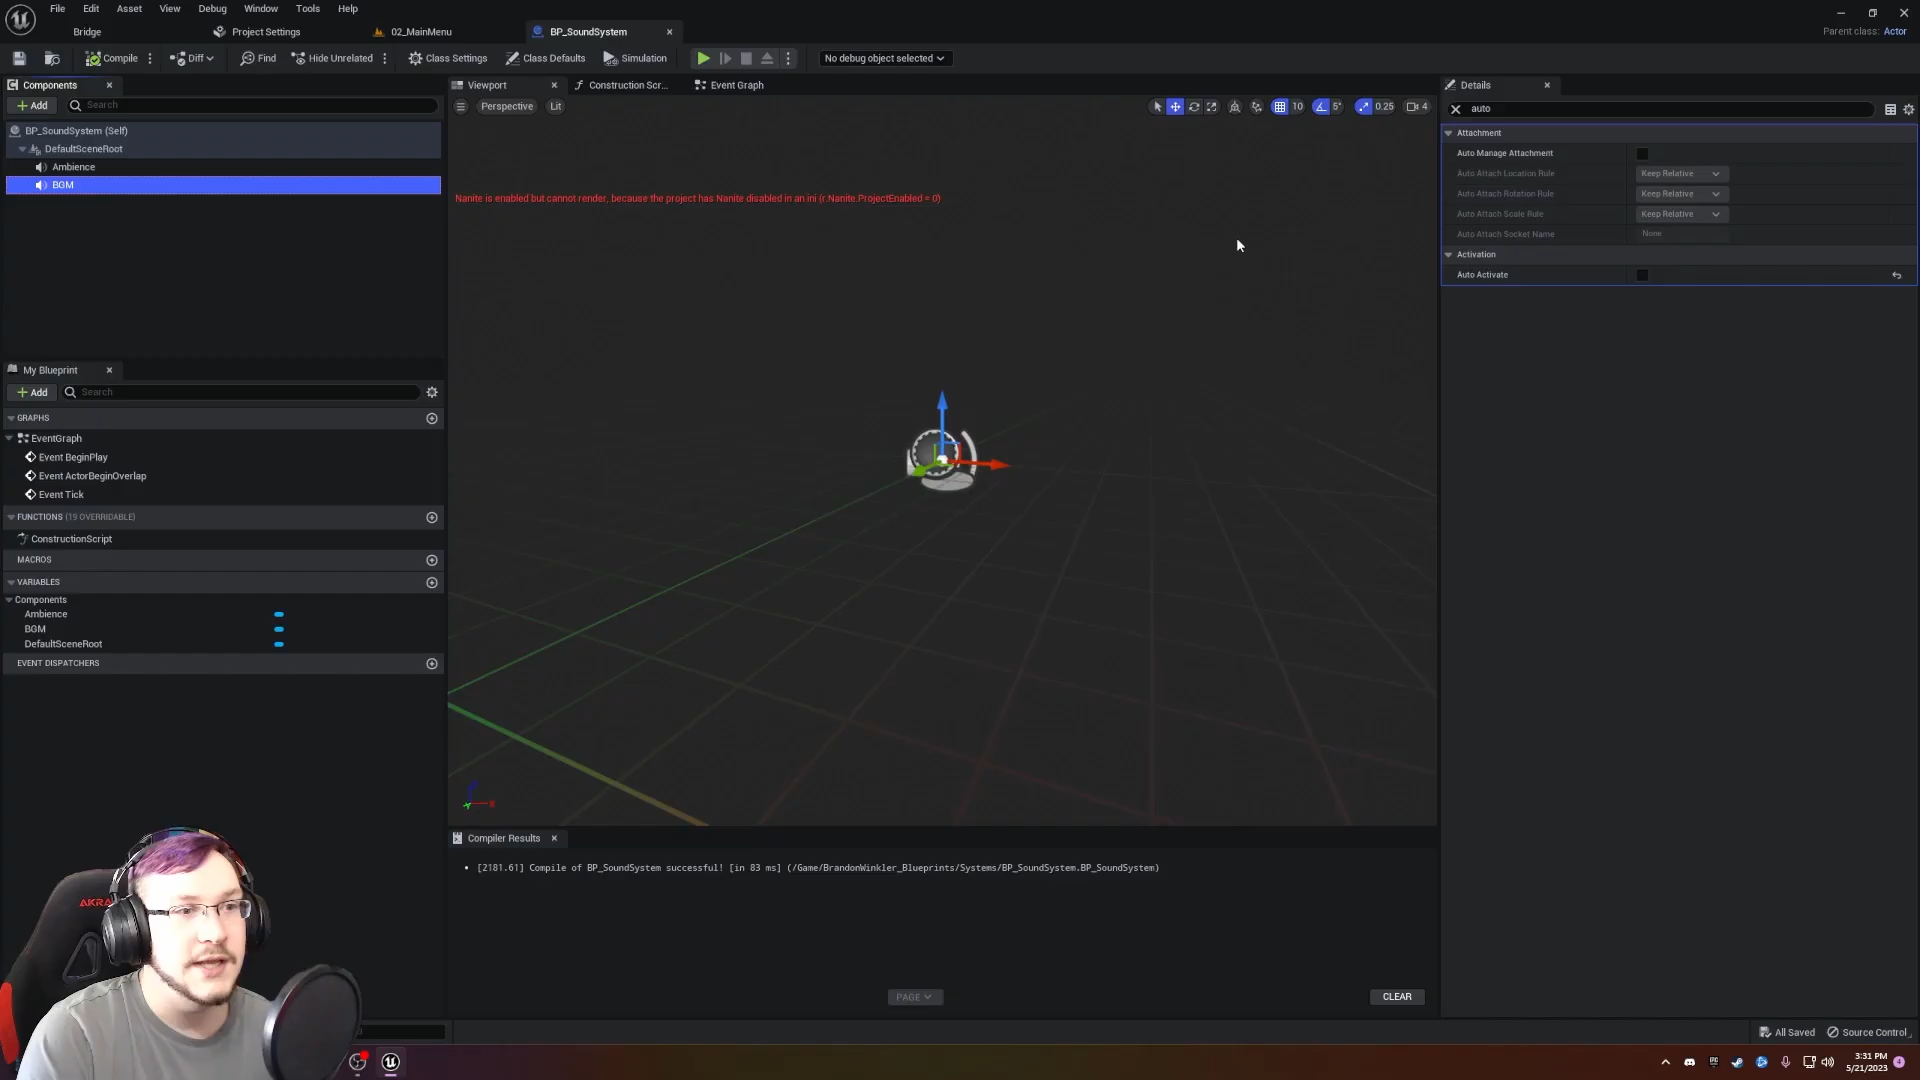 File Edit Asset View Debug Window Tools Help
Bridge Project Settings 02_MainMenu BP_SoundSystem
Parent class: Actor
Compile Diff Find Hide Unrelated Class Settings Class Defaults Simulation No debug object selected
Components
Add Search
BP_SoundSystem (Self)
DefaultSceneRoot
Ambience
BGM
My Blueprint
Add Search
GRAPHS
EventGraph
Event BeginPlay
Event ActorBeginOverlap
Event Tick
FUNCTIONS (19 OVERRIDABLE)
ConstructionScript
MACROS
VARIABLES
Components
Ambience
BGM
DefaultSceneRoot
EVENT DISPATCHERS
Viewport Construction Scr... Event Graph
Perspective Lit 10 5° 0.25 4
Nanite is enabled but cannot render, because the project has Nanite disabled in an ini (r.Nanite.ProjectEnabled = 0)
X
Compiler Results
[2181.61] Compile of BP_SoundSystem successful! [in 83 ms] (/Game/BrandonWinkler_Blueprints/Systems/BP_SoundSystem.BP_SoundSystem)
PAGE CLEAR
Details
auto
Attachment
Auto Manage Attachment
Auto Attach Location Rule Keep Relative
Auto Attach Rotation Rule Keep Relative
Auto Attach Scale Rule Keep Relative
Auto Attach Socket Name None
Activation
Auto Activate
AKRA
All Saved Source Control
3:31 PM
5/21/2023
4